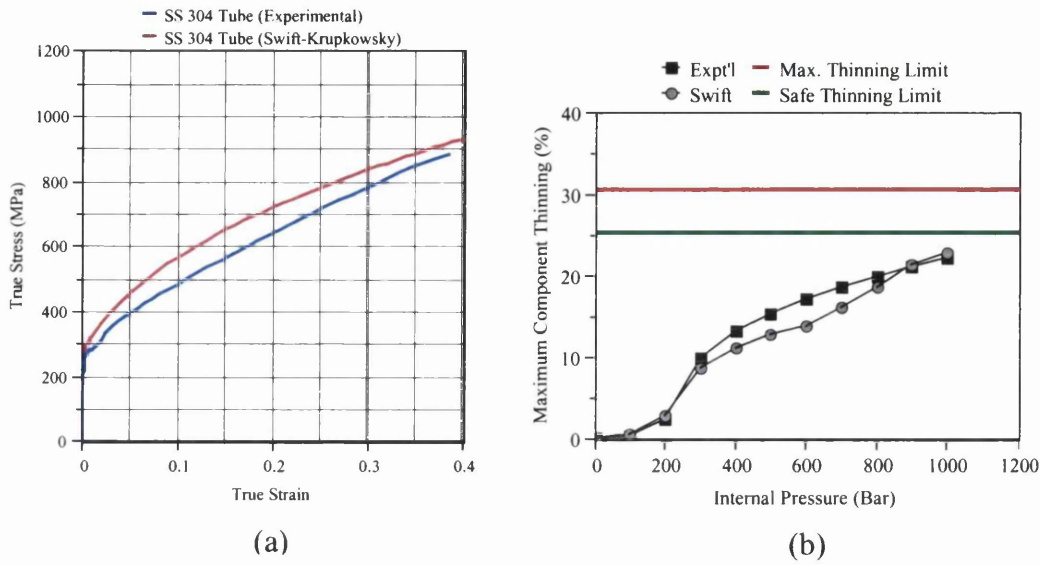 SS 304 Tube (Experimental)
SS 304 Tube (Swift-Krupkowsky)
1200
1000
800
600
400
200
0
True Stress (MPa)
0 0.1 0.2 0.3 0.4
True Strain
(a)
Expt'l Max. Thinning Limit
Swift Safe Thinning Limit
40
30
20
10
0
Maximum Component Thinning (%)
0 200 400 600 800 1000 1200
Internal Pressure (Bar)
(b)